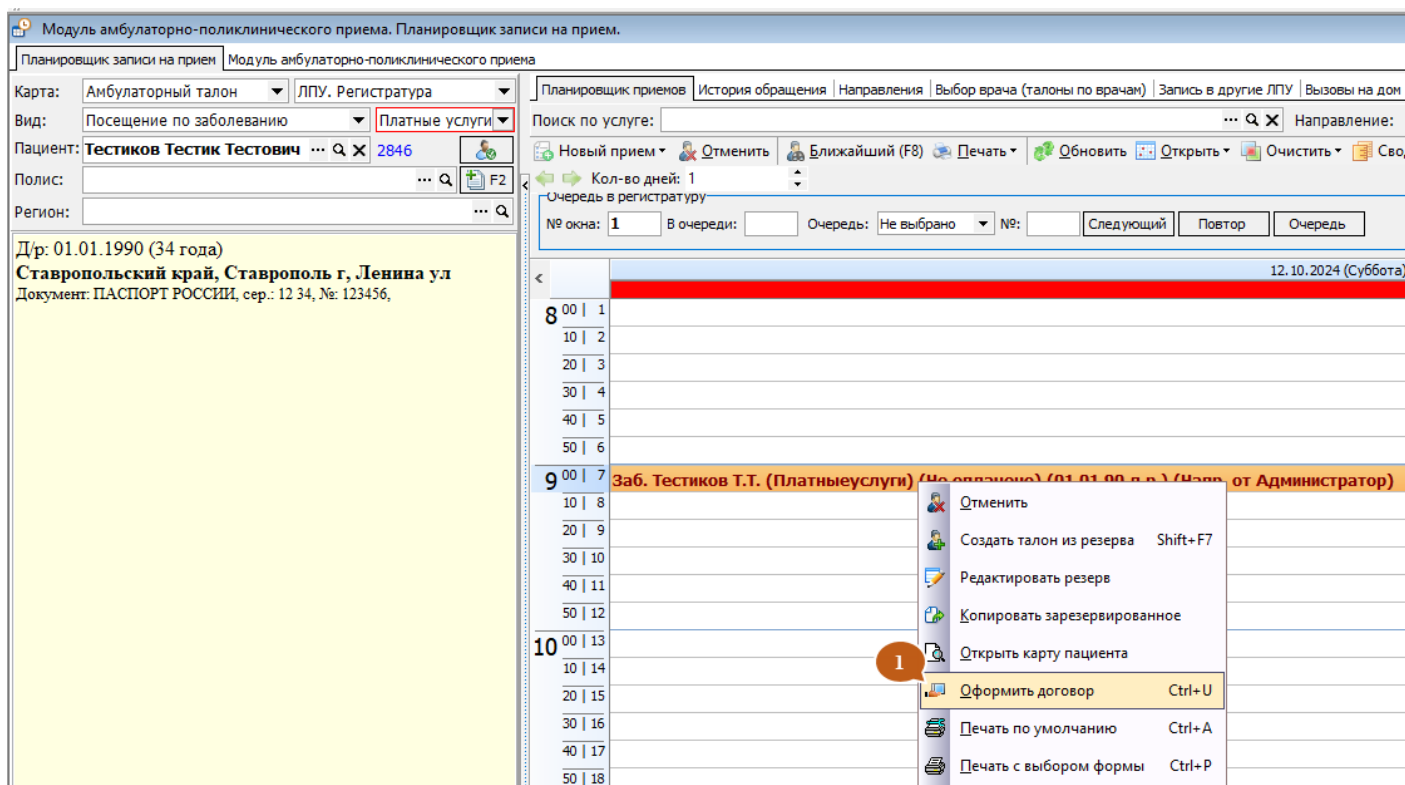 Модуль амбулаторно-поликлинического приема. Планировщик записи на прием.
Планировщик записи на прием Модуль амбулаторно-поликлинического приема
Карта: Амбулаторный талон ЛПУ. Регистратура
Вид: Посещение по заболеванию Платные услуги
Пациент: Тестиков Тестик Тестович ... 2846
Полис: ... F2
Регион: ...
Д/р: 01.01.1990 (34 года)
Ставропольский край, Ставрополь г, Ленина ул
Документ: ПАСПОРТ РОССИИ, сер.: 12 34, №: 123456,
Планировщик приемов История обращения Направления Выбор врача (талоны по врачам) Запись в другие ЛПУ Вызовы на дом
Поиск по услуге: ... Направление:
Новый прием Отменить Ближайший (F8) Печать Обновить Открыть Очистить Сво
Кол-во дней: 1
Очередь в регистратуру
№ окна: 1 В очереди: Очередь: Не выбрано №: Следующий Повтор Очередь
< 12.10.2024 (Суббота)
8 00 | 1
10 | 2
20 | 3
30 | 4
40 | 5
50 | 6
9 00 | 7 Заб. Тестиков Т.Т. (Платныеуслуги) (Не оплачено) (01.01.90 д.р.) (Напр. от Администратор)
10 | 8
20 | 9
30 | 10
40 | 11
50 | 12
10 00 | 13
10 | 14
20 | 15
30 | 16
40 | 17
50 | 18
Отменить
Создать талон из резерва Shift+F7
Редактировать резерв
Копировать зарезервированное
Открыть карту пациента
1
Оформить договор Ctrl+U
Печать по умолчанию Ctrl+A
Печать с выбором формы Ctrl+P